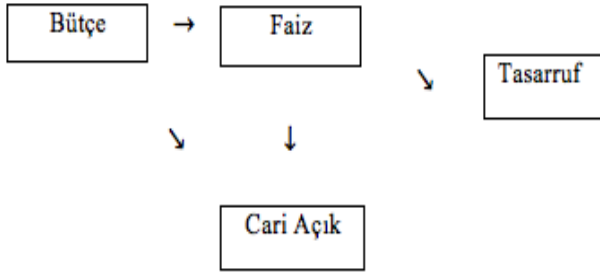 Bütçe → Faiz
↘ Tasarruf
↘ ↓
Cari Açık